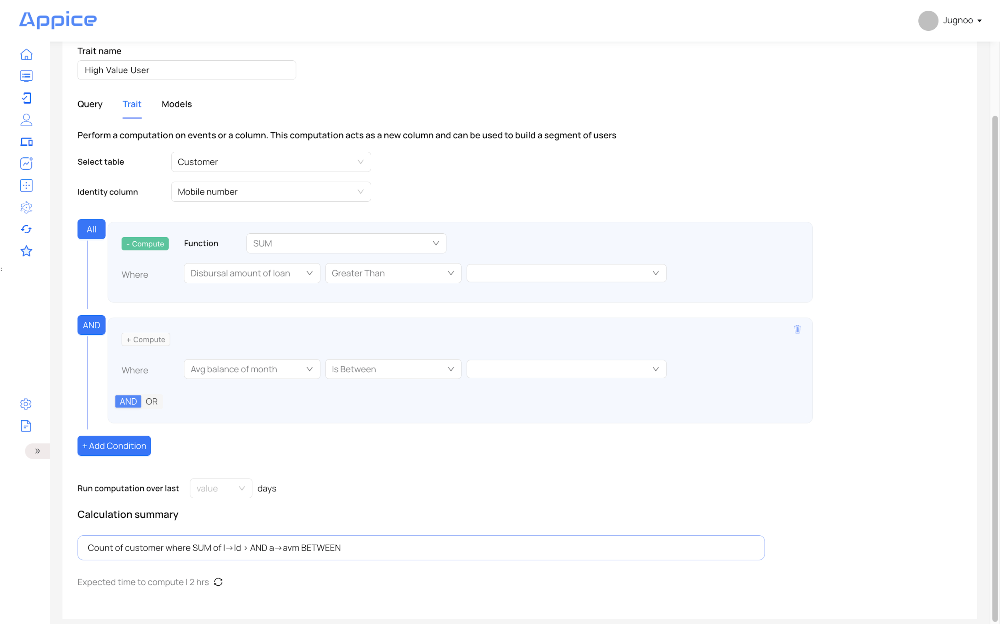 Appice
Jugnoo
Trait name
High Value User
Query Trait Models
Perform a computation on events or a column. This computation acts as a new column and can be used to build a segment of users
Select table Customer
Identity column Mobile number
All
- Compute Function SUM
Where Disbursal amount of loan Greater Than
AND
+ Compute
Where Avg balance of month Is Between
AND OR
+ Add Condition
Run computation over last value days
Calculation summary
Count of customer where SUM of l→ld > AND a→avm BETWEEN
Expected time to compute | 2 hrs
: